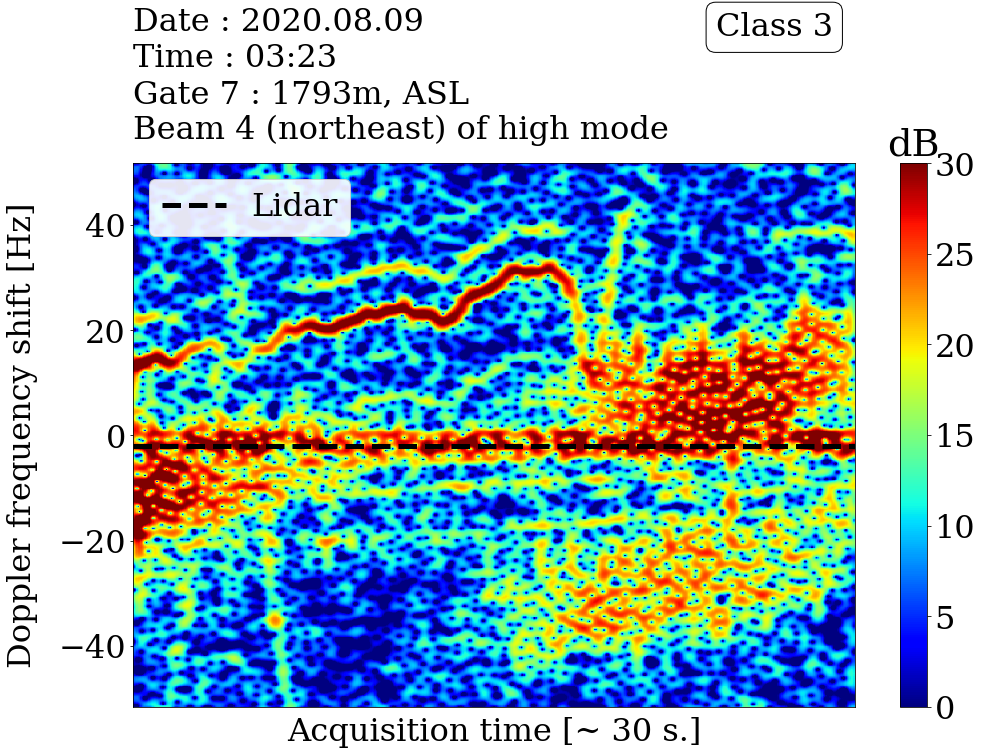 Date : 2020.08.09
Time : 03:23
Gate 7 : 1793m, ASL
Beam 4 (northeast) of high mode
Class 3
dB
Lidar
Doppler frequency shift [Hz]
40
20
0
−20
−40
30
25
20
15
10
5
0
Acquisition time [~ 30 s.]